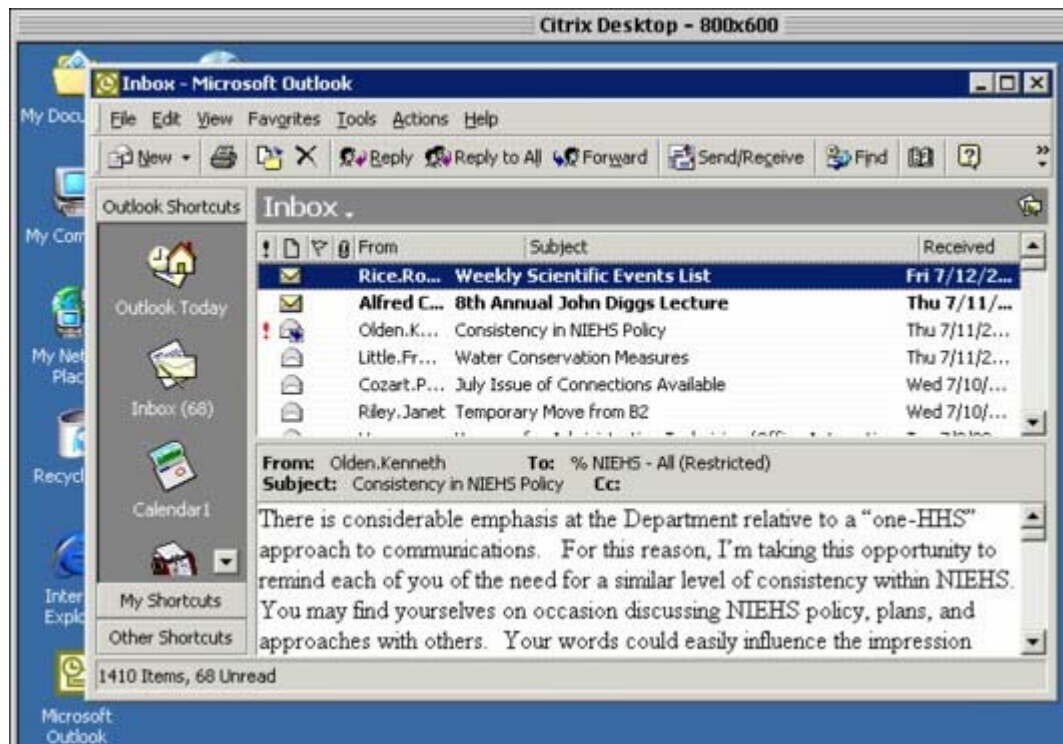 Citrix Desktop - 800x600
Inbox - Microsoft Outlook
My Docu
File Edit View Favorites Tools Actions Help
New Reply Reply to All Forward Send/Receive Find
Outlook Shortcuts
Inbox .
My Com
! From Subject Received
Rice.Ro... Weekly Scientific Events List Fri 7/12/2...
Outlook Today
Alfred C... 8th Annual John Diggs Lecture Thu 7/11/...
! Olden.K... Consistency in NIEHS Policy Thu 7/11/2...
My Net
Plac
Little.Fr... Water Conservation Measures Thu 7/11/2...
Cozart.P... July Issue of Connections Available Wed 7/10/...
Inbox (68)
Riley.Janet Temporary Move from B2 Wed 7/10/...
Recycl
From: Olden.Kenneth To: % NIEHS - All (Restricted)
Subject: Consistency in NIEHS Policy Cc:
Calendar1
There is considerable emphasis at the Department relative to a “one-HHS”
approach to communications. For this reason, I'm taking this opportunity to
remind each of you of the need for a similar level of consistency within NIEHS.
You may find yourselves on occasion discussing NIEHS policy, plans, and
approaches with others. Your words could easily influence the impression
Inter
Explo
My Shortcuts
Other Shortcuts
1410 Items, 68 Unread
Microsoft
Outlook